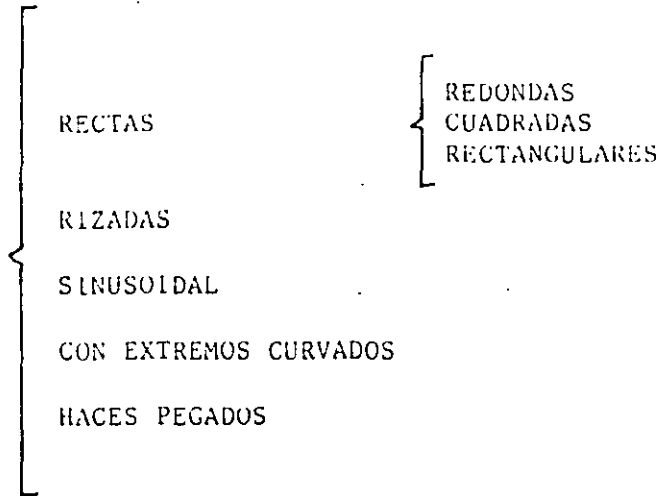 REDONDAS
RECTAS CUADRADAS
RECTANGULARES
RIZADAS
SINUSOIDAL
CON EXTREMOS CURVADOS
HACES PEGADOS